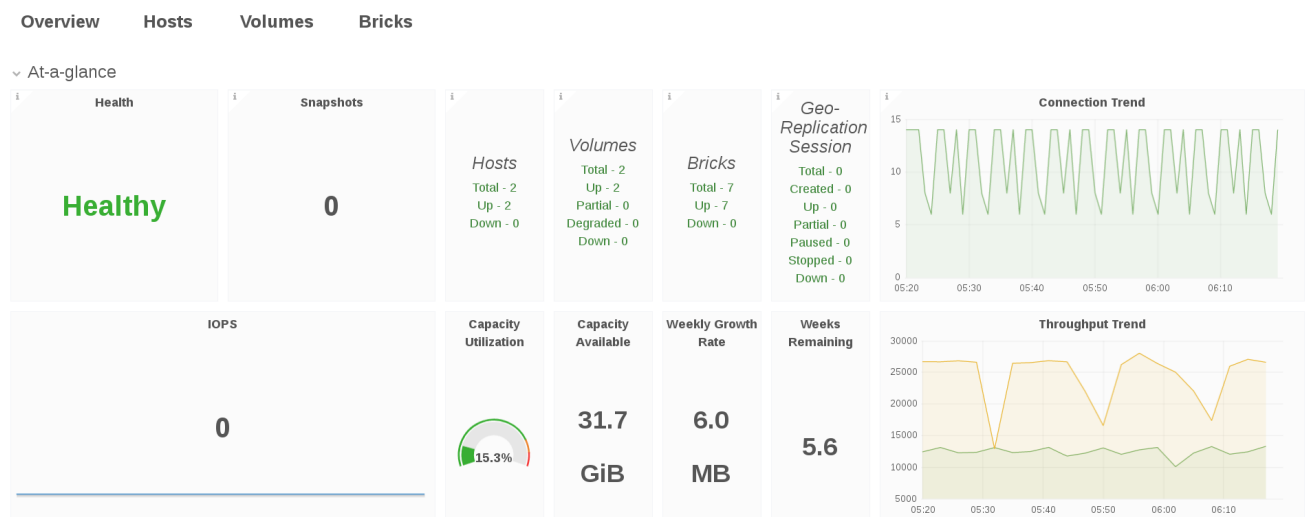 Overview Hosts Volumes Bricks
At-a-glance
Health
Healthy
Snapshots
0
Hosts
Total - 2
Up - 2
Down - 0
Volumes
Total - 2
Up - 2
Partial - 0
Degraded - 0
Down - 0
Bricks
Total - 7
Up - 7
Down - 0
Geo-
Replication
Session
Total - 0
Created - 0
Up - 0
Partial - 0
Paused - 0
Stopped - 0
Down - 0
Connection Trend
15
10
5
0
05:20 05:30 05:40 05:50 06:00 06:10
IOPS
0
Capacity
Utilization
15.3%
Capacity
Available
31.7
GiB
Weekly Growth
Rate
6.0
MB
Weeks
Remaining
5.6
Throughput Trend
30000
25000
20000
15000
10000
5000
05:20 05:30 05:40 05:50 06:00 06:10